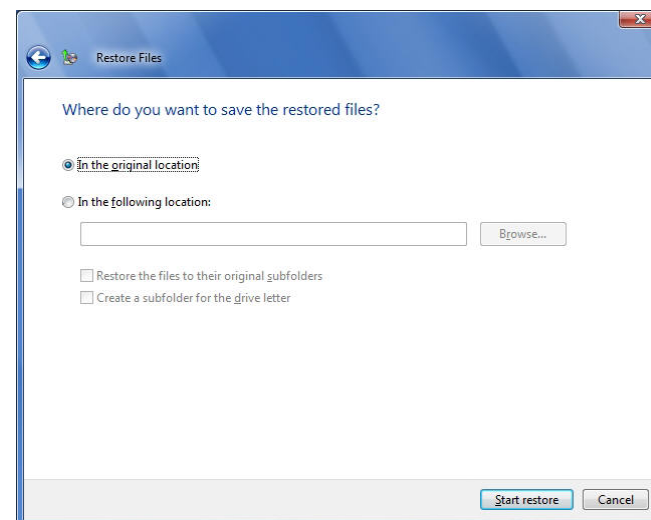 Restore Files
Where do you want to save the restored files?
In the original location
In the following location:
Browse...
Restore the files to their original subfolders
Create a subfolder for the drive letter
Start restore Cancel